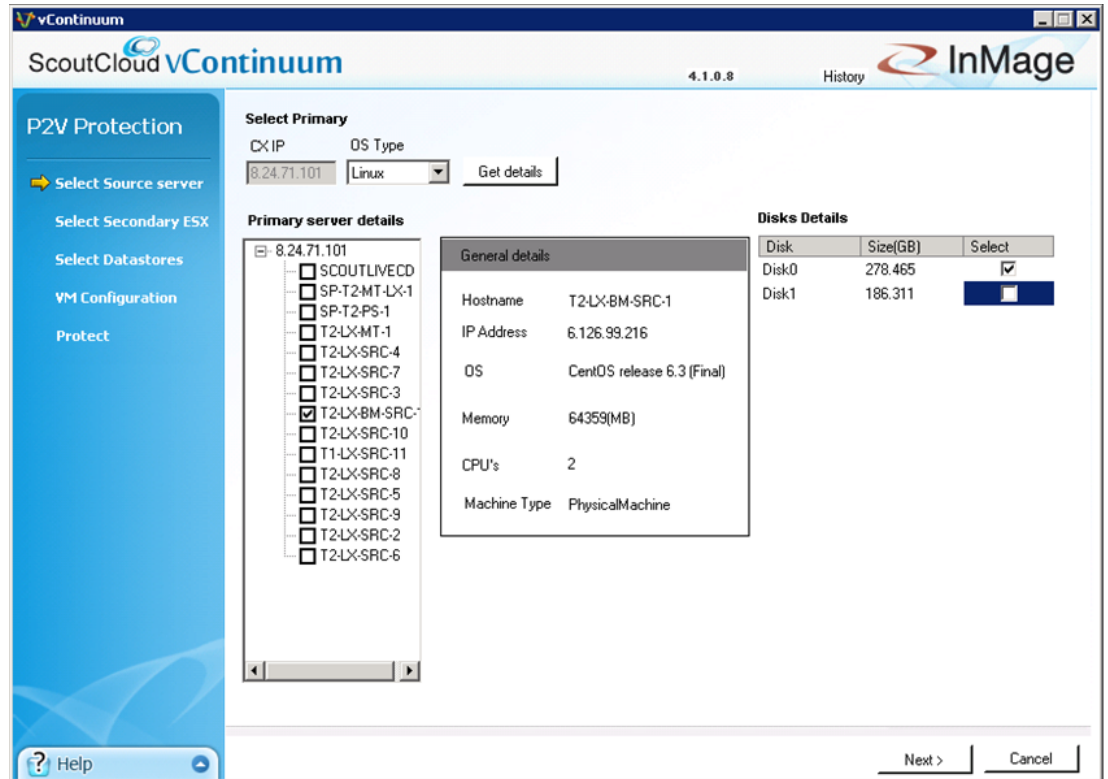 vContinuum
ScoutCloud vContinuum
4.1.0.8
History
InMage
P2V Protection
Select Source server
Select Secondary ESX
Select Datastores
VM Configuration
Protect
Help
Select Primary
CX IP OS Type
8.24.71.101 Linux Get details
Primary server details
8.24.71.101
SCOUTLIVECD
SP-T2-MT-LX-1
SP-T2-PS-1
T2-LX-MT-1
T2-LX-SRC-4
T2-LX-SRC-7
T2-LX-SRC-3
T2-LX-BM-SRC-
T2-LX-SRC-10
T1-LX-SRC-11
T2-LX-SRC-8
T2-LX-SRC-5
T2-LX-SRC-9
T2-LX-SRC-2
T2-LX-SRC-6
General details
Hostname T2-LX-BM-SRC-1
IP Address 6.126.99.216
OS CentOS release 6.3 (Final)
Memory 64359(MB)
CPU's 2
Machine Type PhysicalMachine
Disks Details
Disk Size(GB) Select
Disk0 278.465
Disk1 186.311
Next > Cancel